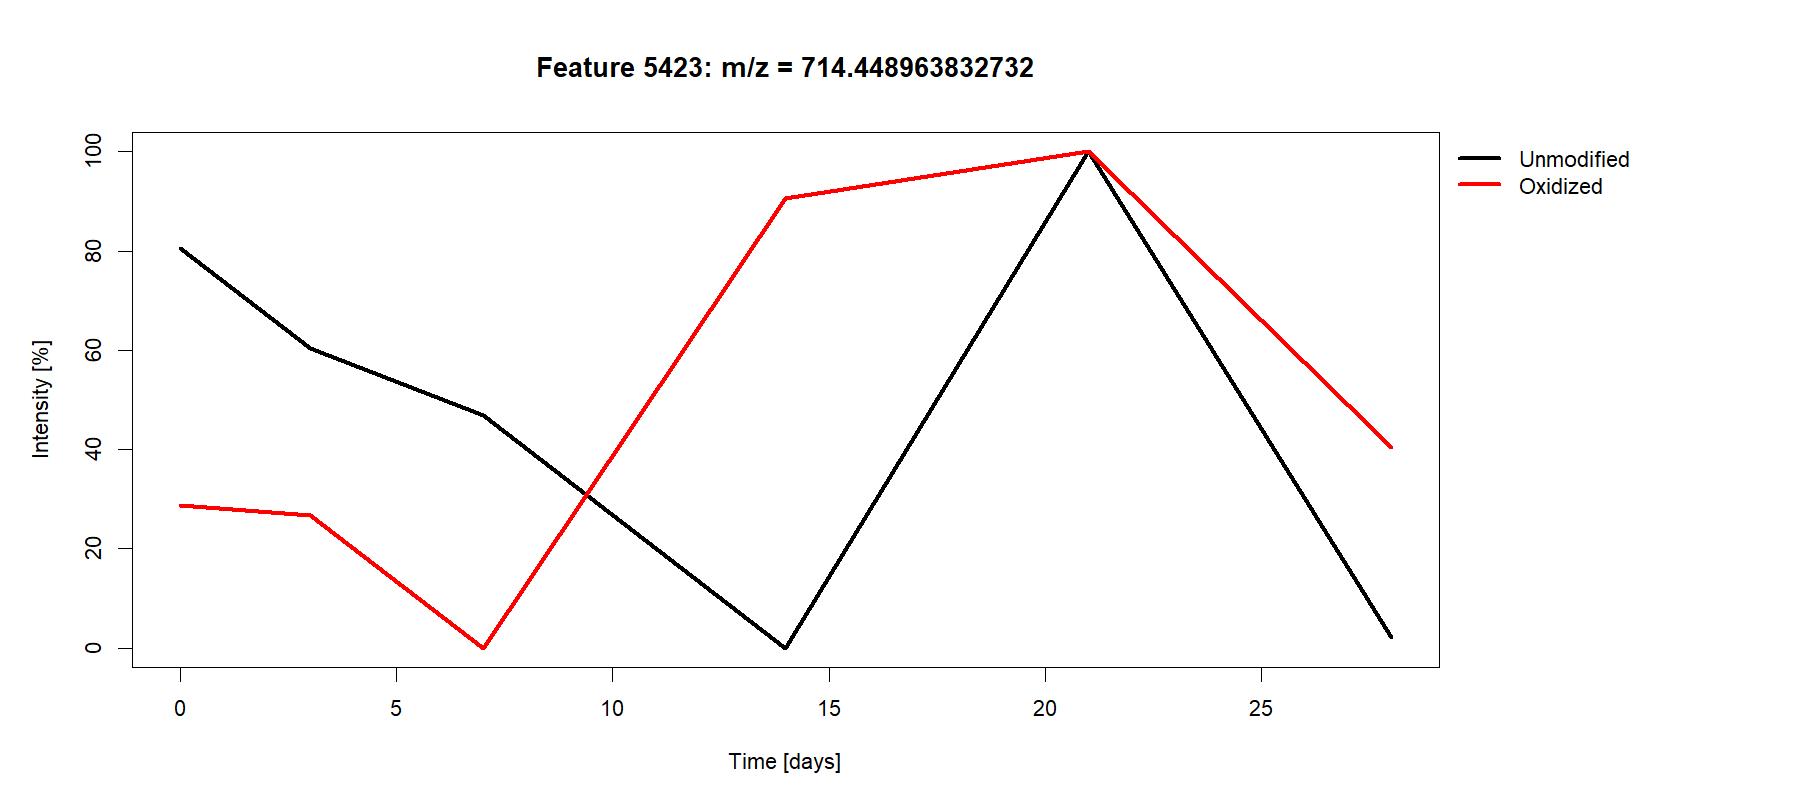 Feature 5423: m/z = 714.448963832732
Unmodified
Oxidized
Intensity [%]
100
80
60
40
20
0
0 5 10 15 20 25
Time [days]